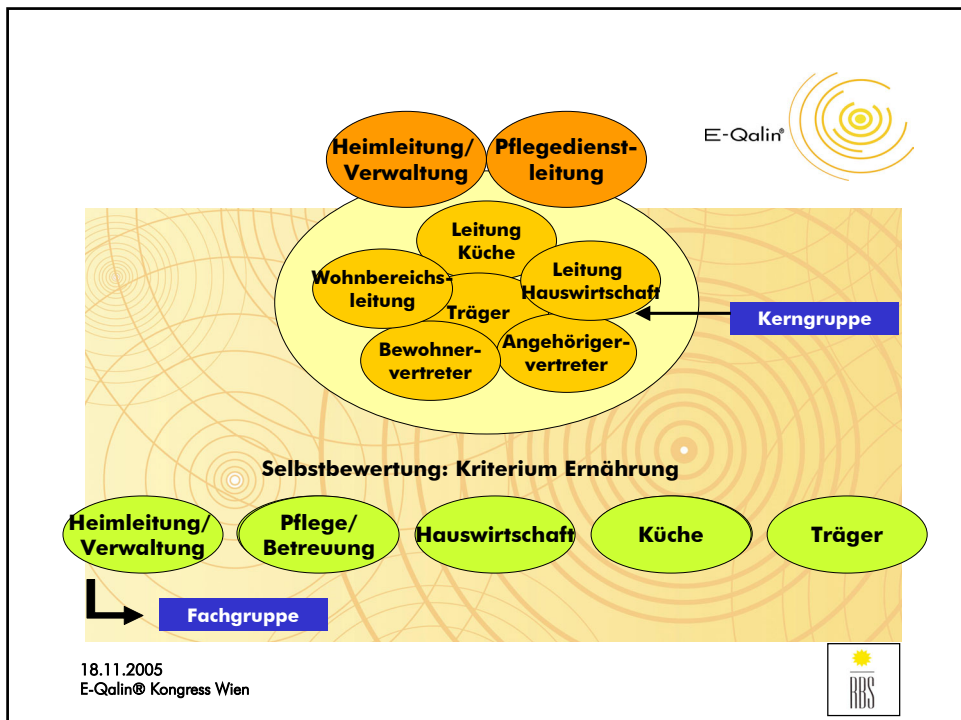 E-Qalin®
Heimleitung/
Verwaltung
Pflegedienst-
leitung
Leitung
Küche
Wohnbereichs-
leitung
Leitung
Hauswirtschaft
Träger
Bewohner-
vertreter
Angehöriger-
vertreter
Kerngruppe
Selbstbewertung: Kriterium Ernährung
Heimleitung/
Verwaltung
Pflege/
Betreuung
Hauswirtschaft
Küche
Träger
Fachgruppe
18.11.2005
E-Qalin® Kongress Wien
RBS